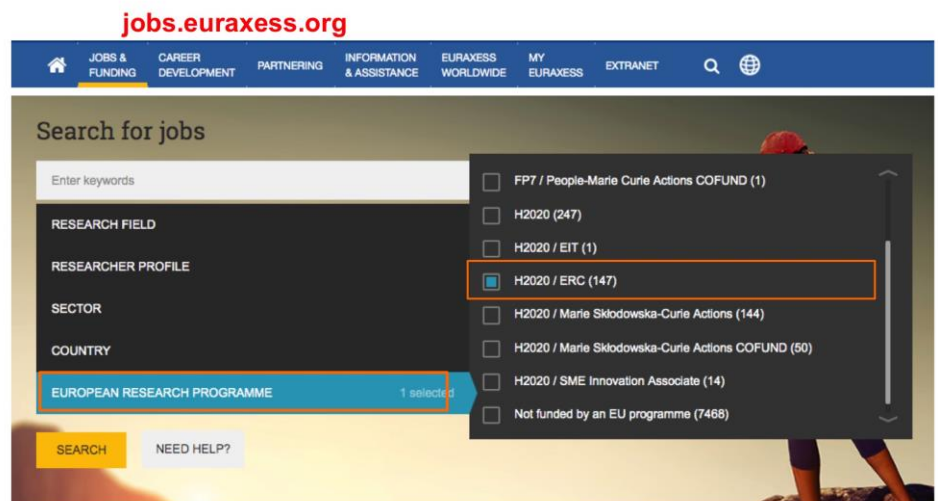 jobs.euraxess.org
JOBS & FUNDING
CAREER DEVELOPMENT
PARTNERING
INFORMATION & ASSISTANCE
EURAXESS WORLDWIDE
MY EURAXESS
EXTRANET
Search for jobs
Enter keywords
RESEARCH FIELD
RESEARCHER PROFILE
SECTOR
COUNTRY
EUROPEAN RESEARCH PROGRAMME 1 selected
FP7 / People-Marie Curie Actions COFUND (1)
H2020 (247)
H2020 / EIT (1)
H2020 / ERC (147)
H2020 / Marie Skłodowska-Curie Actions (144)
H2020 / Marie Skłodowska-Curie Actions COFUND (50)
H2020 / SME Innovation Associate (14)
Not funded by an EU programme (7468)
SEARCH
NEED HELP?